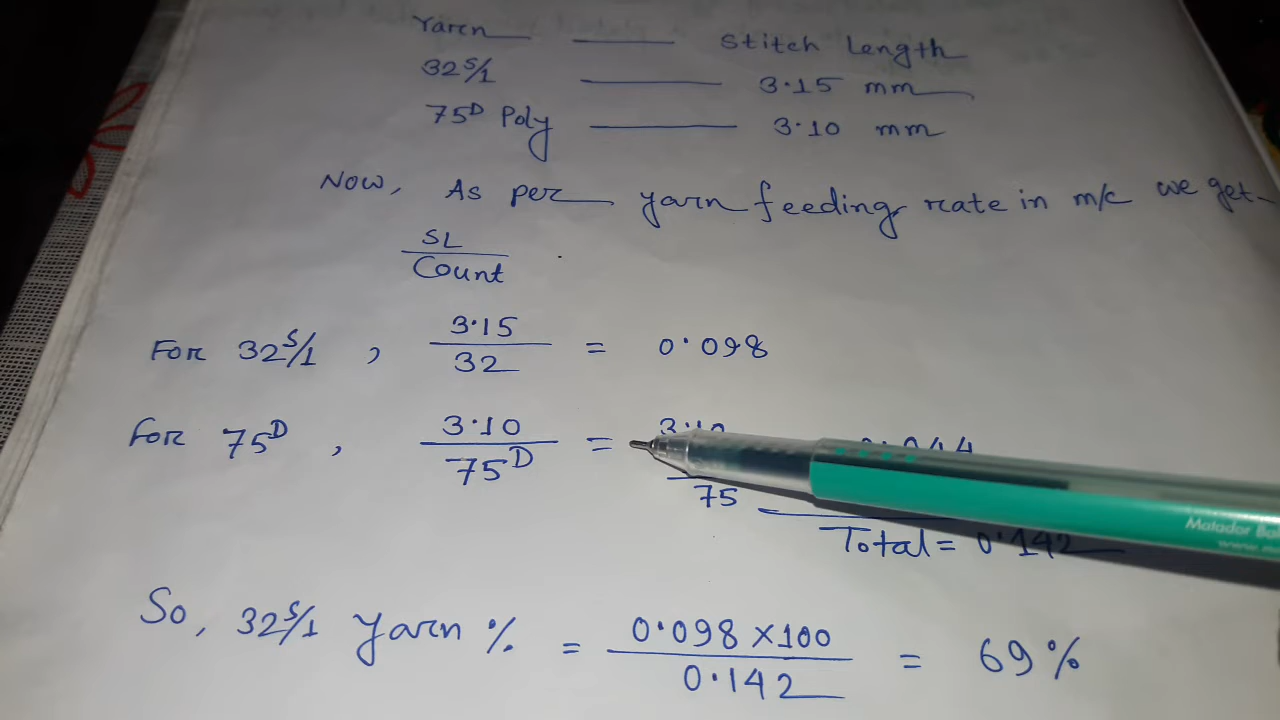 Yarn —— Stitch Length
32S/1 —— 3.15 mm
75D Poly —— 3.10 mm
Now, As per yarn feeding rate in m/c we get-
SL
Count
For 32S/1, 3.15/32 = 0.098
For 75D, 3.10/75D =
75
Total = 0.142
So, 32S/1 Yarn % = 0.098 X100/0.142 = 69%
Matador